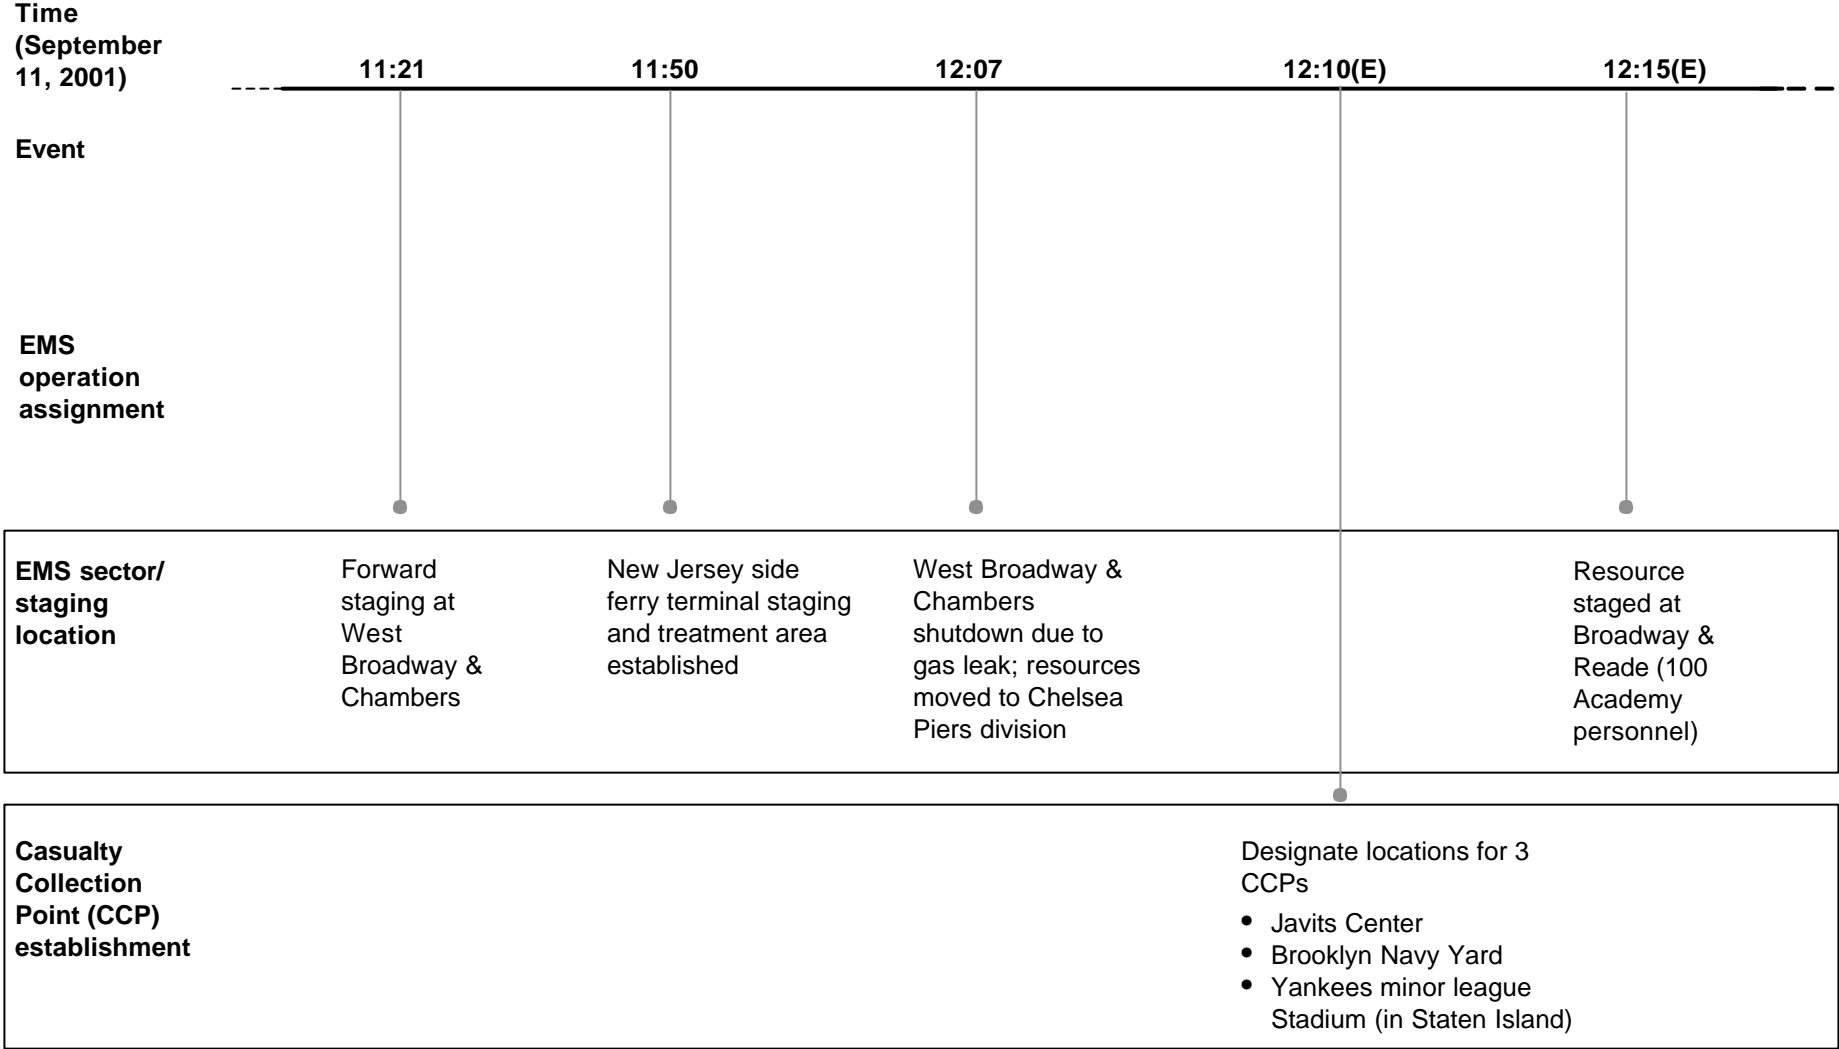 Time
(September
11, 2001)
11:21
11:50
12:07
12:10(E)
12:15(E)
Event
EMS
operation
assignment
EMS sector/
staging
location
Forward
staging at
West
Broadway &
Chambers
New Jersey side
ferry terminal staging
and treatment area
established
West Broadway &
Chambers
shutdown due to
gas leak; resources
moved to Chelsea
Piers division
Resource
staged at
Broadway &
Reade (100
Academy
personnel)
Casualty
Collection
Point (CCP)
establishment
Designate locations for 3
CCPs
• Javits Center
• Brooklyn Navy Yard
• Yankees minor league
Stadium (in Staten Island)